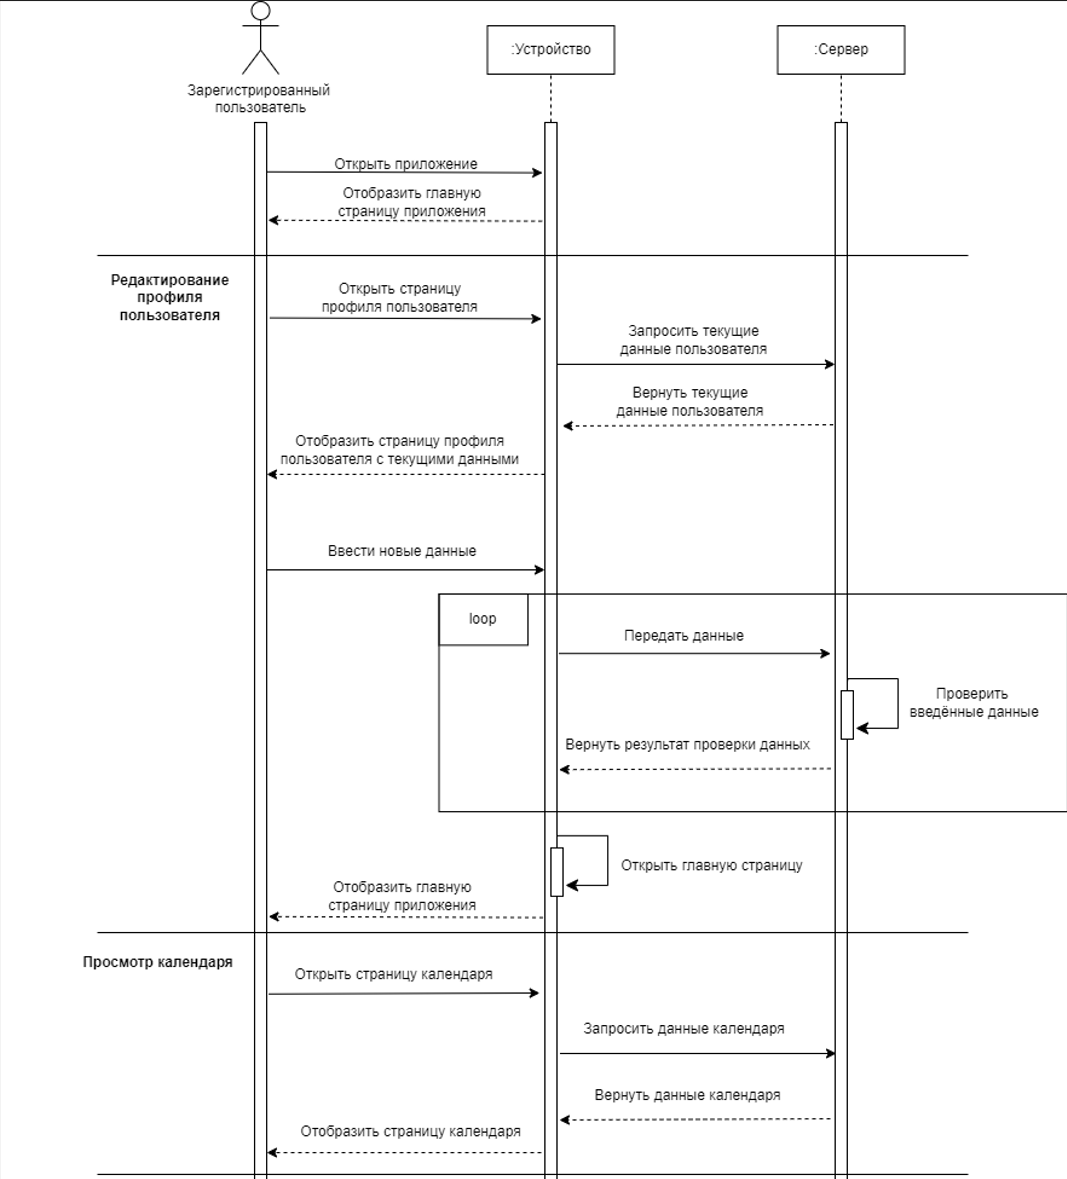 Зарегистрированный
пользователь
:Устройство
:Сервер
Открыть приложение
Отобразить главную
страницу приложения
Редактирование
профиля
пользователя
Открыть страницу
профиля пользователя
Запросить текущие
данные пользователя
Вернуть текущие
данные пользователя
Отобразить страницу профиля
пользователя с текущими данными
Ввести новые данные
loop
Передать данные
Проверить
введённые данные
Вернуть результат проверки данных
Открыть главную страницу
Отобразить главную
страницу приложения
Просмотр календаря
Открыть страницу календаря
Запросить данные календаря
Вернуть данные календаря
Отобразить страницу календаря